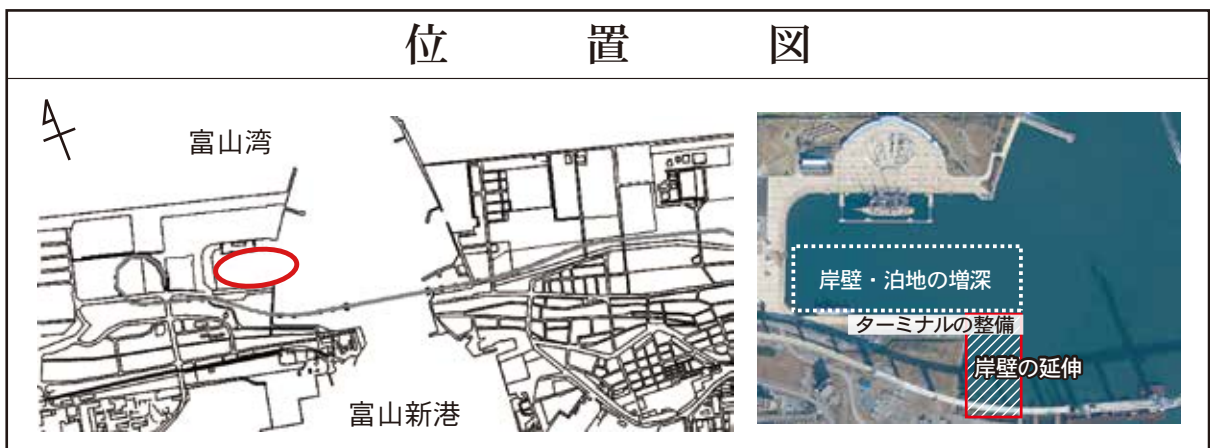 位置図
富山湾
富山新港
岸壁・泊地の増深
ターミナルの整備
岸壁の延伸